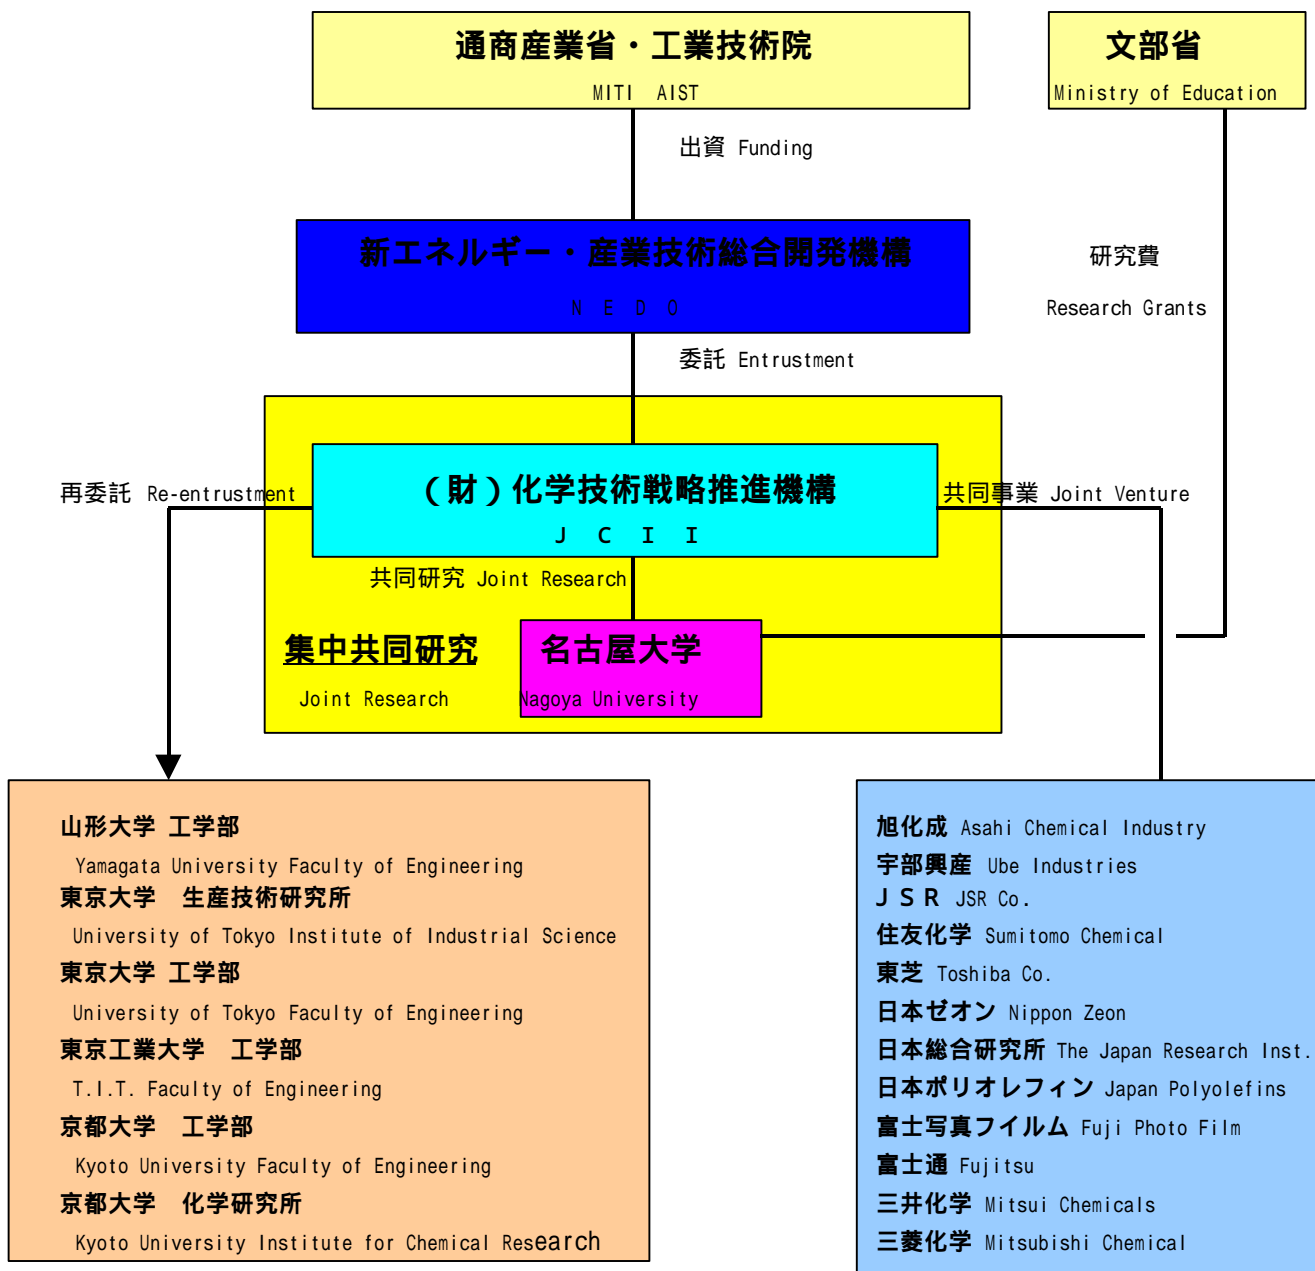 通商産業省・工業技術院
MITI AIST
文部省
Ministry of Education
出資 Funding
新エネルギー・産業技術総合開発機構
N E D O
研究費
Research Grants
委託 Entrustment
再委託 Re-entrustment
(財)化学技術戦略推進機構
J C I I
共同事業 Joint Venture
共同研究 Joint Research
集中共同研究
Joint Research
名古屋大学
Nagoya University
山形大学 工学部
Yamagata University Faculty of Engineering
東京大学 生産技術研究所
University of Tokyo Institute of Industrial Science
東京大学 工学部
University of Tokyo Faculty of Engineering
東京工業大学 工学部
T.I.T. Faculty of Engineering
京都大学 工学部
Kyoto University Faculty of Engineering
京都大学 化学研究所
Kyoto University Institute for Chemical Research
旭化成 Asahi Chemical Industry
宇部興産 Ube Industries
JSR JSR Co.
住友化学 Sumitomo Chemical
東芝 Toshiba Co.
日本ゼオン Nippon Zeon
日本総合研究所 The Japan Research Inst.
日本ポリオレフィン Japan Polyolefins
富士写真フイルム Fuji Photo Film
富士通 Fujitsu
三井化学 Mitsui Chemicals
三菱化学 Mitsubishi Chemical